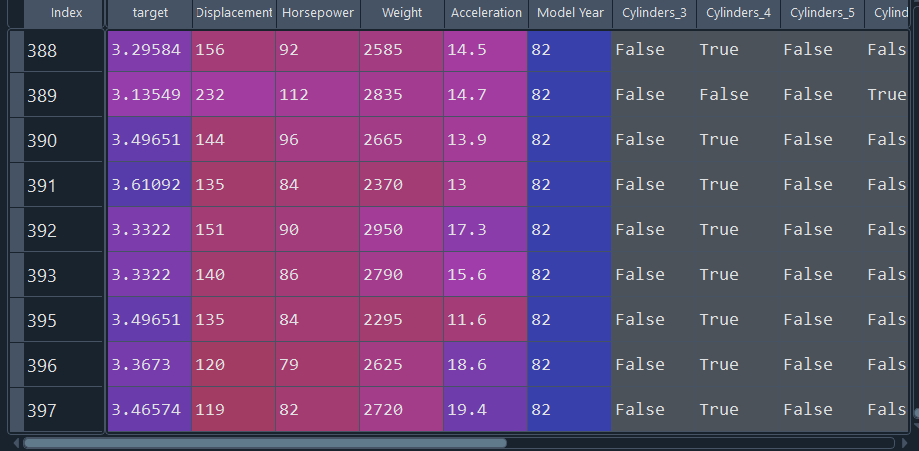 Index target Displacement Horsepower Weight Acceleration Model Year Cylinders_3 Cylinders_4 Cylinders_5 Cylind
388 3.29584 156 92 2585 14.5 82 False True False Fals
389 3.13549 232 112 2835 14.7 82 False False False True
390 3.49651 144 96 2665 13.9 82 False True False Fals
391 3.61092 135 84 2370 13 82 False True False Fals
392 3.3322 151 90 2950 17.3 82 False True False Fals
393 3.3322 140 86 2790 15.6 82 False True False Fals
395 3.49651 135 84 2295 11.6 82 False True False Fals
396 3.3673 120 79 2625 18.6 82 False True False Fals
397 3.46574 119 82 2720 19.4 82 False True False Fals